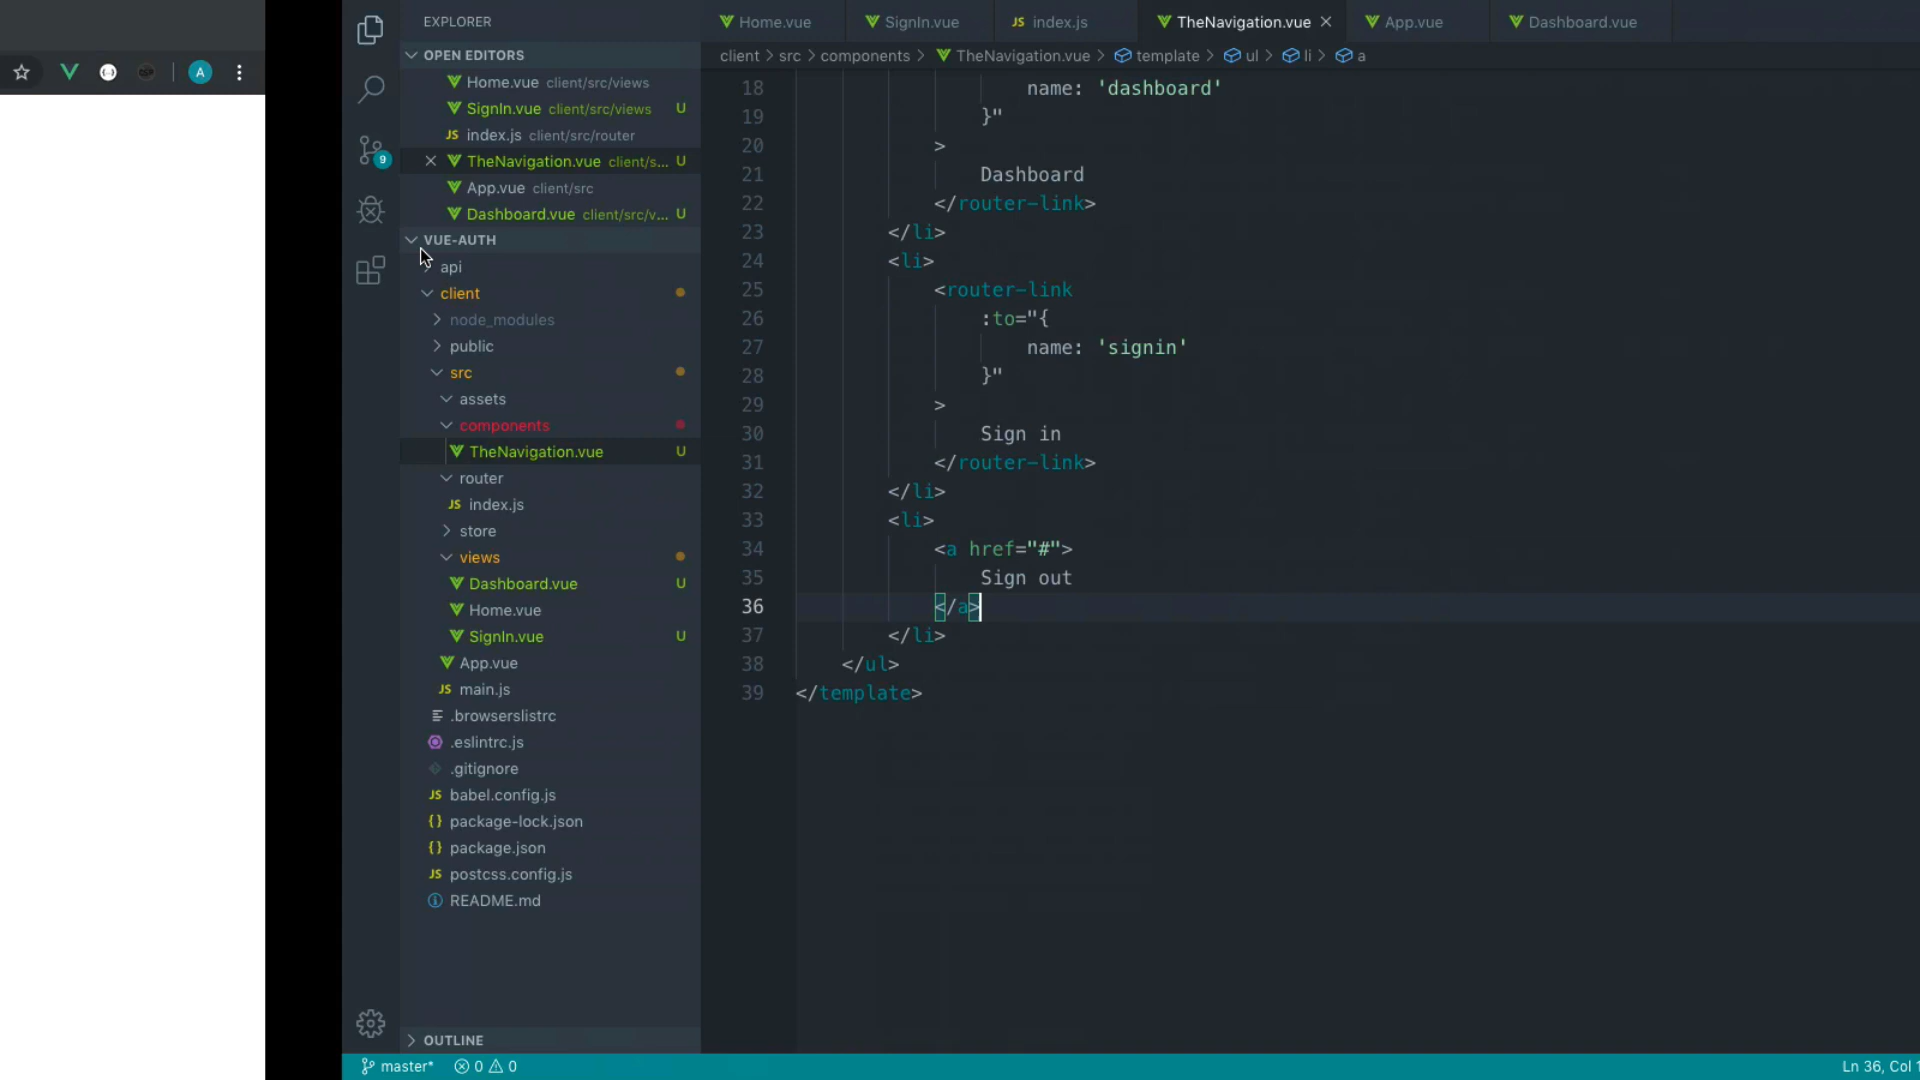 A
EXPLORER
OPEN EDITORS
Home.vue client/src/views
SignIn.vue client/src/views U
JS index.js client/src/router
TheNavigation.vue client/s... U
App.vue client/src
Dashboard.vue client/src/v... U
9
VUE-AUTH
api
client
node_modules
public
src
assets
components
TheNavigation.vue U
router
JS index.js
store
views
Dashboard.vue U
Home.vue
SignIn.vue U
App.vue
JS main.js
.browserslistrc
.eslintrc.js
.gitignore
JS babel.config.js
{} package-lock.json
{} package.json
JS postcss.config.js
README.md
OUTLINE
Home.vue SignIn.vue JS index.js TheNavigation.vue App.vue Dashboard.vue
client > src > components > TheNavigation.vue > template > ul > li > a
18 name: 'dashboard'
19 }"
20 >
21 Dashboard
22 </router-link>
23 </li>
24 <li>
25 <router-link
26 :to="{
27 name: 'signin'
28 }"
29 >
30 Sign in
31 </router-link>
32 </li>
33 <li>
34 <a href="#">
35 Sign out
36 </a>
37 </li>
38 </ul>
39 </template>
master* 0 0
Ln 36, Col